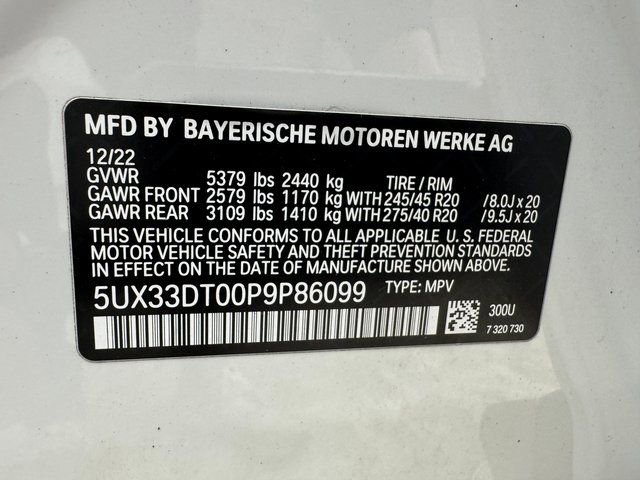 MFD BY BAYERISCHE MOTOREN WERKE AG
12/22
GVWR 5379 lbs 2440 kg TIRE / RIM
GAWR FRONT 2579 lbs 1170 kg WITH 245/45 R20 /8.0J x 20
GAWR REAR 3109 lbs 1410 kg WITH 275/40 R20 /9.5J x 20
THIS VEHICLE CONFORMS TO ALL APPLICABLE U. S. FEDERAL
MOTOR VEHICLE SAFETY AND THEFT PREVENTION STANDARDS
IN EFFECT ON THE DATE OF MANUFACTURE SHOWN ABOVE.
5UX33DT00P9P86099 TYPE: MPV
300U
7 320 730